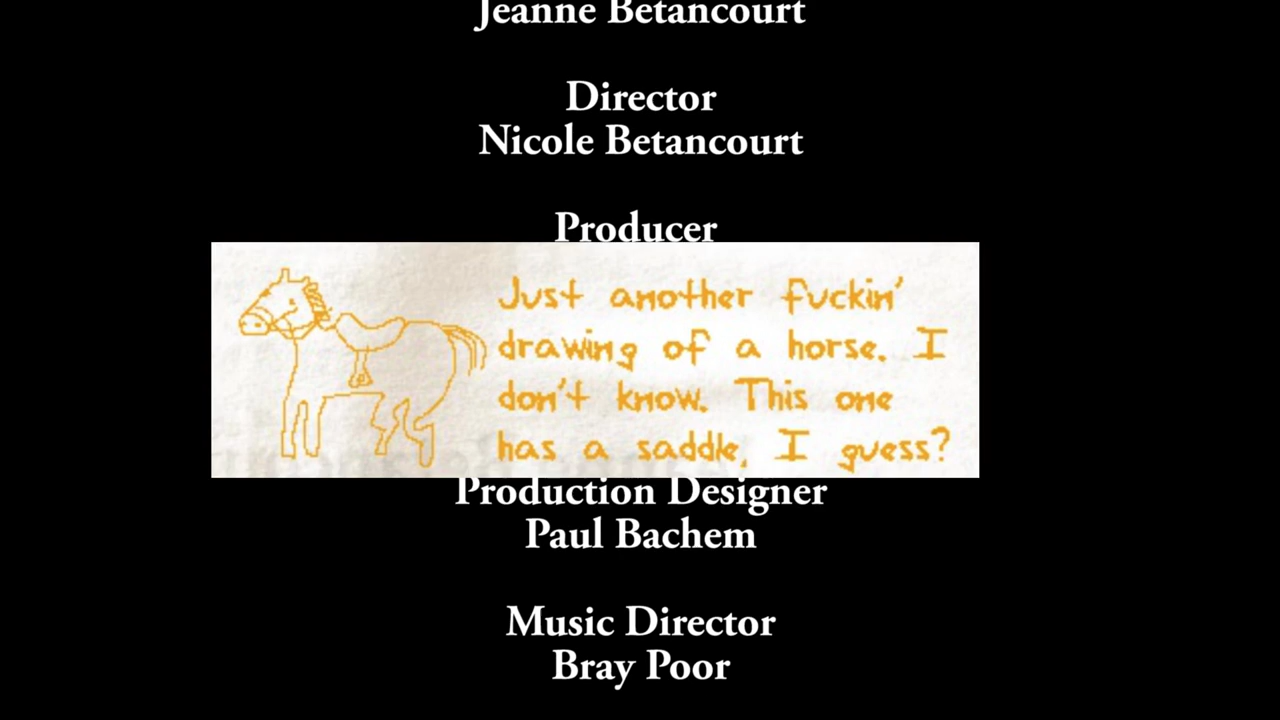 Jeanne Betancourt
Director
Nicole Betancourt
Producer
Just another fuckin'
drawing of a horse. I
don't know. This one
has a saddle, I guess?
Production Designer
Paul Bachem
Music Director
Bray Poor